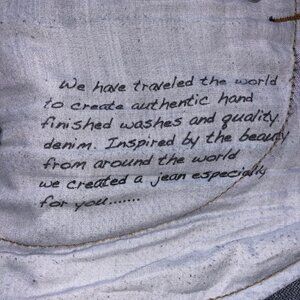 We have traveled the world
to create authentic hand
finished washes and quality
denim. Inspired by the beauty
from around the world
we created a jean especially
for you.......